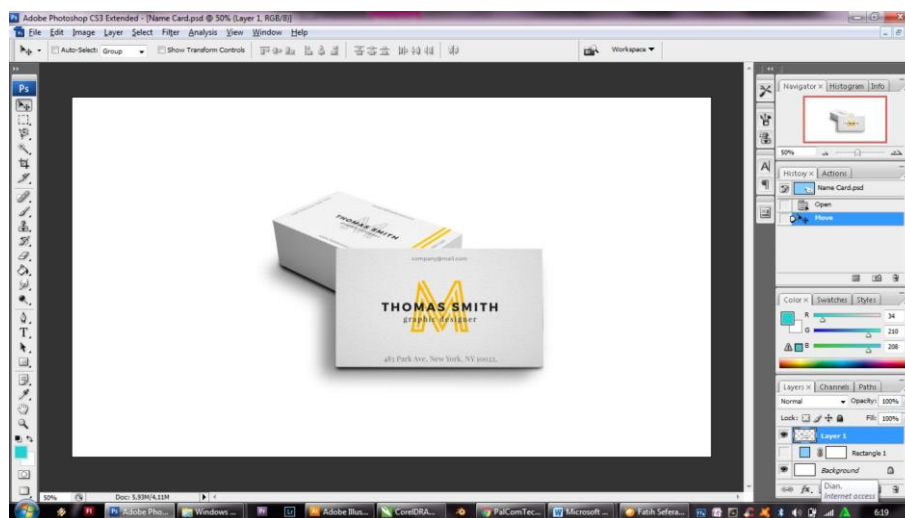 Adobe Photoshop CS3 Extended - [Name Card.psd @ 50% (Layer 1, RGB/8)]
File Edit Image Layer Select Filter Analysis View Window Help
Auto-Select: Group Show Transform Controls Workspace
Ps
Navigator Histogram Info
50%
History Actions
Name Card.psd
Open
Move
Color Swatches Styles
R 34
G 210
B 208
Layers Channels Paths
Normal Opacity: 100%
Lock: Fill: 100%
Layer 1
Rectangle 1
Background
Dian.
Internet access
THOMAS SMITH
company@mail.com
M
THOMAS SMITH
graphic designer
483 Park Ave, New York, NY 10022,
50% Doc: 5,93M/4,11M
Adobe Pho... Windows ... Adobe Illus... CorelDRA... PalComTec... Microsoft ... Fatih Sefera... 6:19